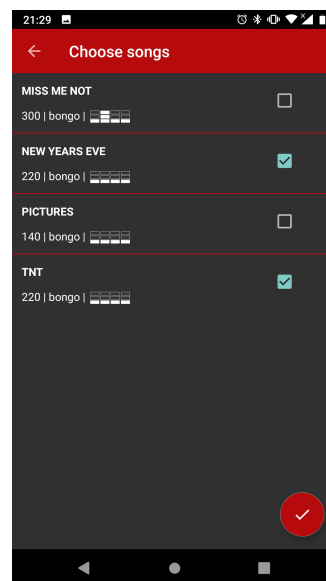 21:29
Choose songs
MISS ME NOT
300 | bongo |
NEW YEARS EVE
220 | bongo |
PICTURES
140 | bongo |
TNT
220 | bongo |